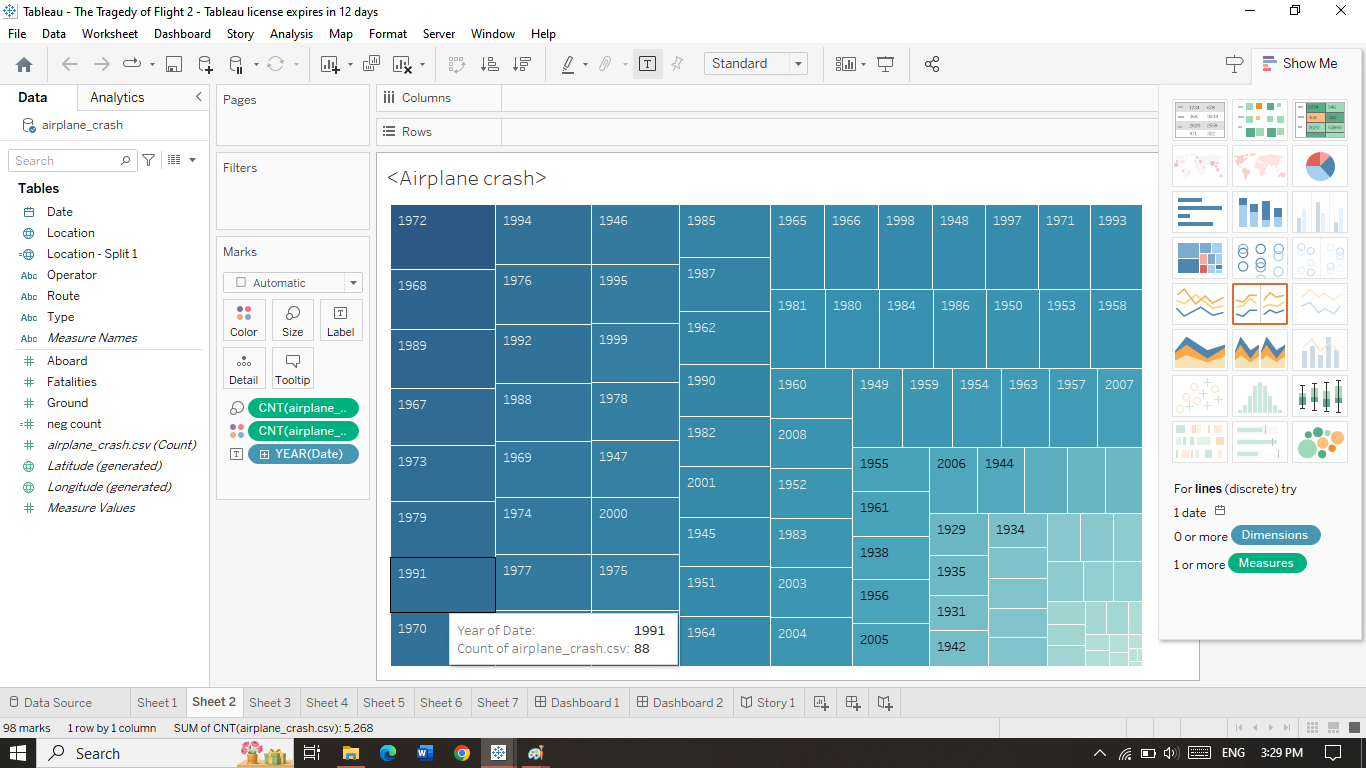 Tableau - The Tragedy of Flight 2 - Tableau license expires in 12 days
File Data Worksheet Dashboard Story Analysis Map Format Server Window Help
Standard
Show Me
Data Analytics
airplane_crash
Search
Tables
Date
Location
Location - Split 1
Abc Operator
Abc Route
Abc Type
Abc Measure Names
Aboard
Fatalities
Ground
neg count
airplane_crash.csv (Count)
Latitude (generated)
Longitude (generated)
Measure Values
Pages
Filters
Marks
Automatic
Color Size Label
Detail Tooltip
CNT(airplane_..
CNT(airplane_..
YEAR(Date)
Columns
Rows
<Airplane crash>
1972
1968
1989
1967
1973
1979
1991
1970
1994
1976
1992
1988
1969
1974
1977
1946
1995
1999
1978
1947
2000
1975
1985
1987
1962
1990
1982
2001
1945
1951
1964
1965 1966 1998 1948 1997 1971 1993
1981 1980 1984 1986 1950 1953 1958
1960
2008
1952
1983
2003
2004
1949 1959 1954 1963 1957 2007
1955
1961
1938
1956
2005
2006 1944
1929
1935
1931
1942
1934
Year of Date: 1991
Count of airplane_crash.csv: 88
For lines (discrete) try
1 date
0 or more Dimensions
1 or more Measures
Data Source Sheet 1 Sheet 2 Sheet 3 Sheet 4 Sheet 5 Sheet 6 Sheet 7 Dashboard 1 Dashboard 2 Story 1
98 marks 1 row by 1 column SUM of CNT(airplane_crash.csv): 5,268
Search
ENG 3:29 PM